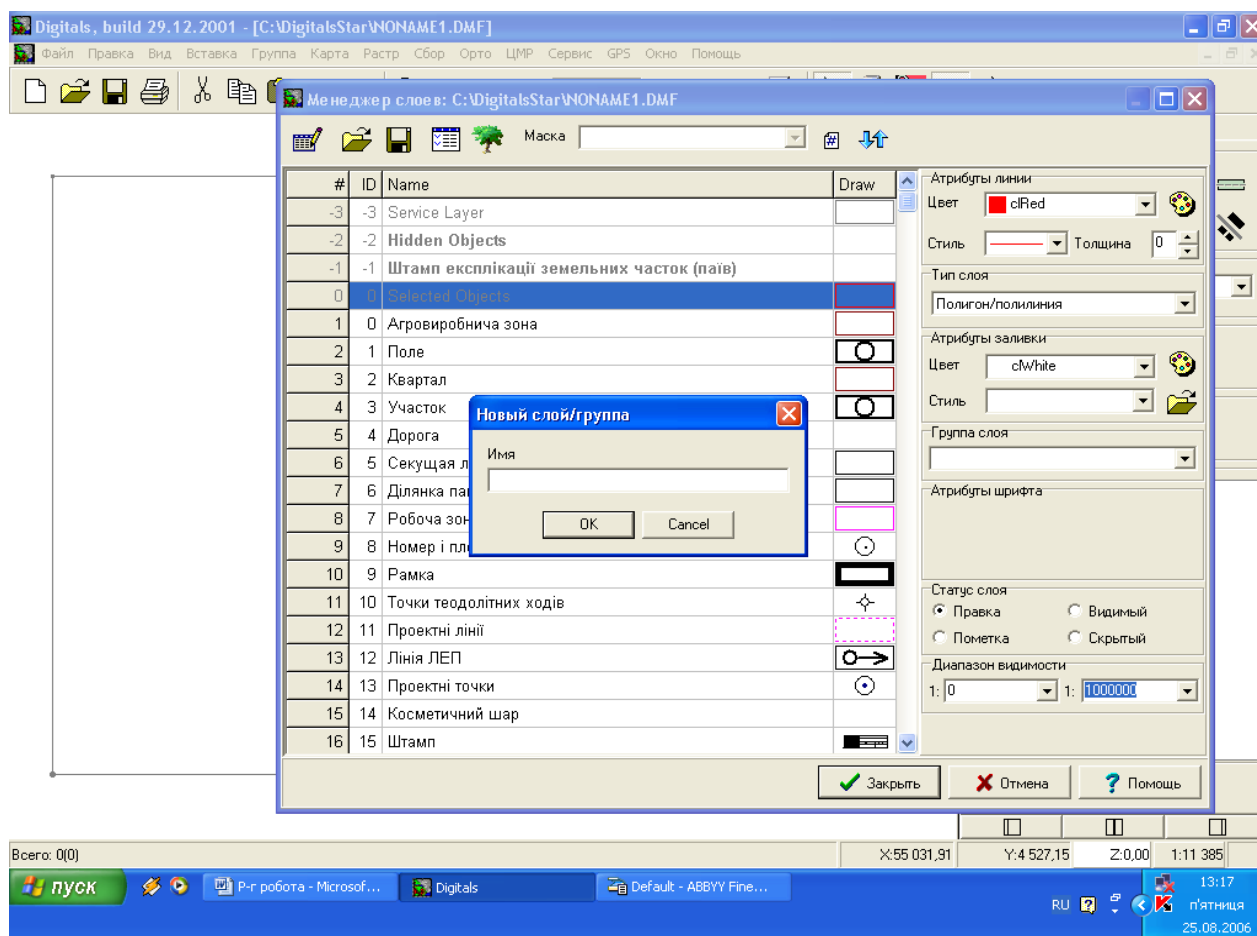 Digitals, build 29.12.2001 - [C:\DigitalsStar\NONAME1.DMF]
Файл Правка Вид Вставка Группа Карта Растр Сбор Орто ЦМР Сервис GPS Окно Помощь
Менеджер слоев: C:\DigitalsStar\NONAME1.DMF
Маска
# ID Name Draw
-3 -3 Service Layer
-2 -2 Hidden Objects
-1 -1 Штамп експлікації земельних часток (паїв)
0 0 Selected Objects
1 0 Агровиробнича зона
2 1 Поле
3 2 Квартал
4 3 Участок
5 4 Дорога
6 5 Секущая л
7 6 Ділянка
8 7 Робоча зон
9 8 Номер і
10 9 Рамка
11 10 Точки теодолітних ходів
12 11 Проектні лінії
13 12 Лінія ЛЕП
14 13 Проектні точки
15 14 Косметичний шар
16 15 Штамп
Новый слой/группа
Имя
OK Cancel
Атрибуты линии
Цвет clRed
Стиль Толщина 0
Тип слоя
Полигон/полилиния
Атрибуты заливки
Цвет clWhite
Стиль
Группа слоя
Атрибуты шрифта
Статус слоя
Правка Видимый
Пометка Скрытый
Диапазон видимости
1: 0 1: 1000000
Закрыть Отмена Помощь
Всего: 0(0) X:55 031,91 Y:4 527,15 Z:0,00 1:11 385
пуск Р-г робота - Microsof... Digitals Default - ABBYY Fine... RU 13:17
п'ятниця
25.08.2006